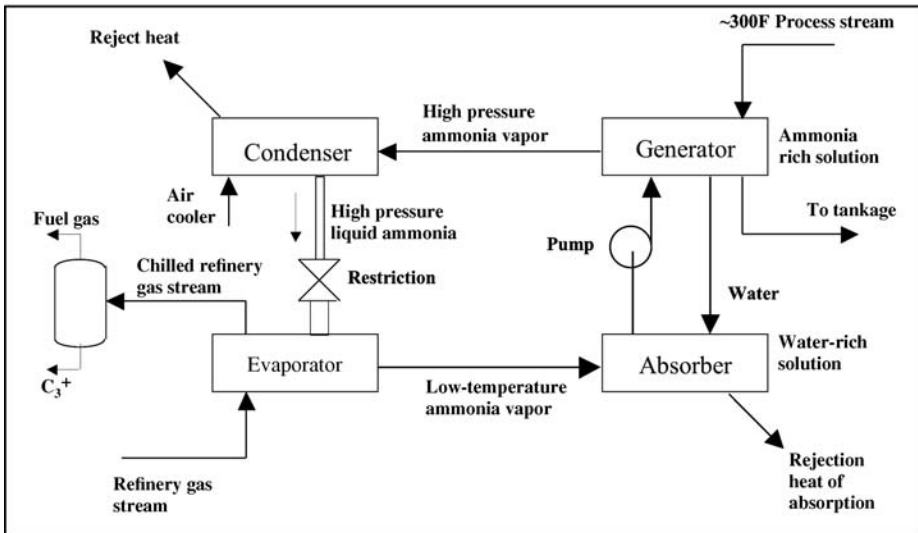 ~300F Process stream
Reject heat
High pressure
ammonia vapor
Condenser
Generator
Ammonia
rich solution
Air
cooler
High pressure
liquid ammonia
Fuel gas
To tankage
Pump
Chilled refinery
gas stream
Restriction
Water
Evaporator
Absorber
Water-rich
solution
C₃⁺
Low-temperature
ammonia vapor
Refinery gas
stream
Rejection
heat of
absorption